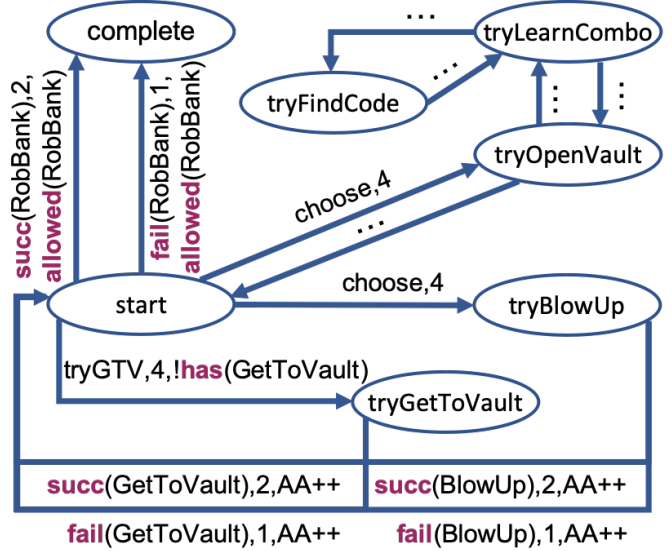 complete
tryLearnCombo
...
...
tryFindCode
...
...
tryOpenVault
succ(RobBank),2,
allowed(RobBank)
fail(RobBank),1,
allowed(RobBank)
choose,4
...
start
choose,4
tryBlowUp
tryGTV,4,!has(GetToVault)
tryGetToVault
succ(GetToVault),2,AA++
succ(BlowUp),2,AA++
fail(GetToVault),1,AA++
fail(BlowUp),1,AA++